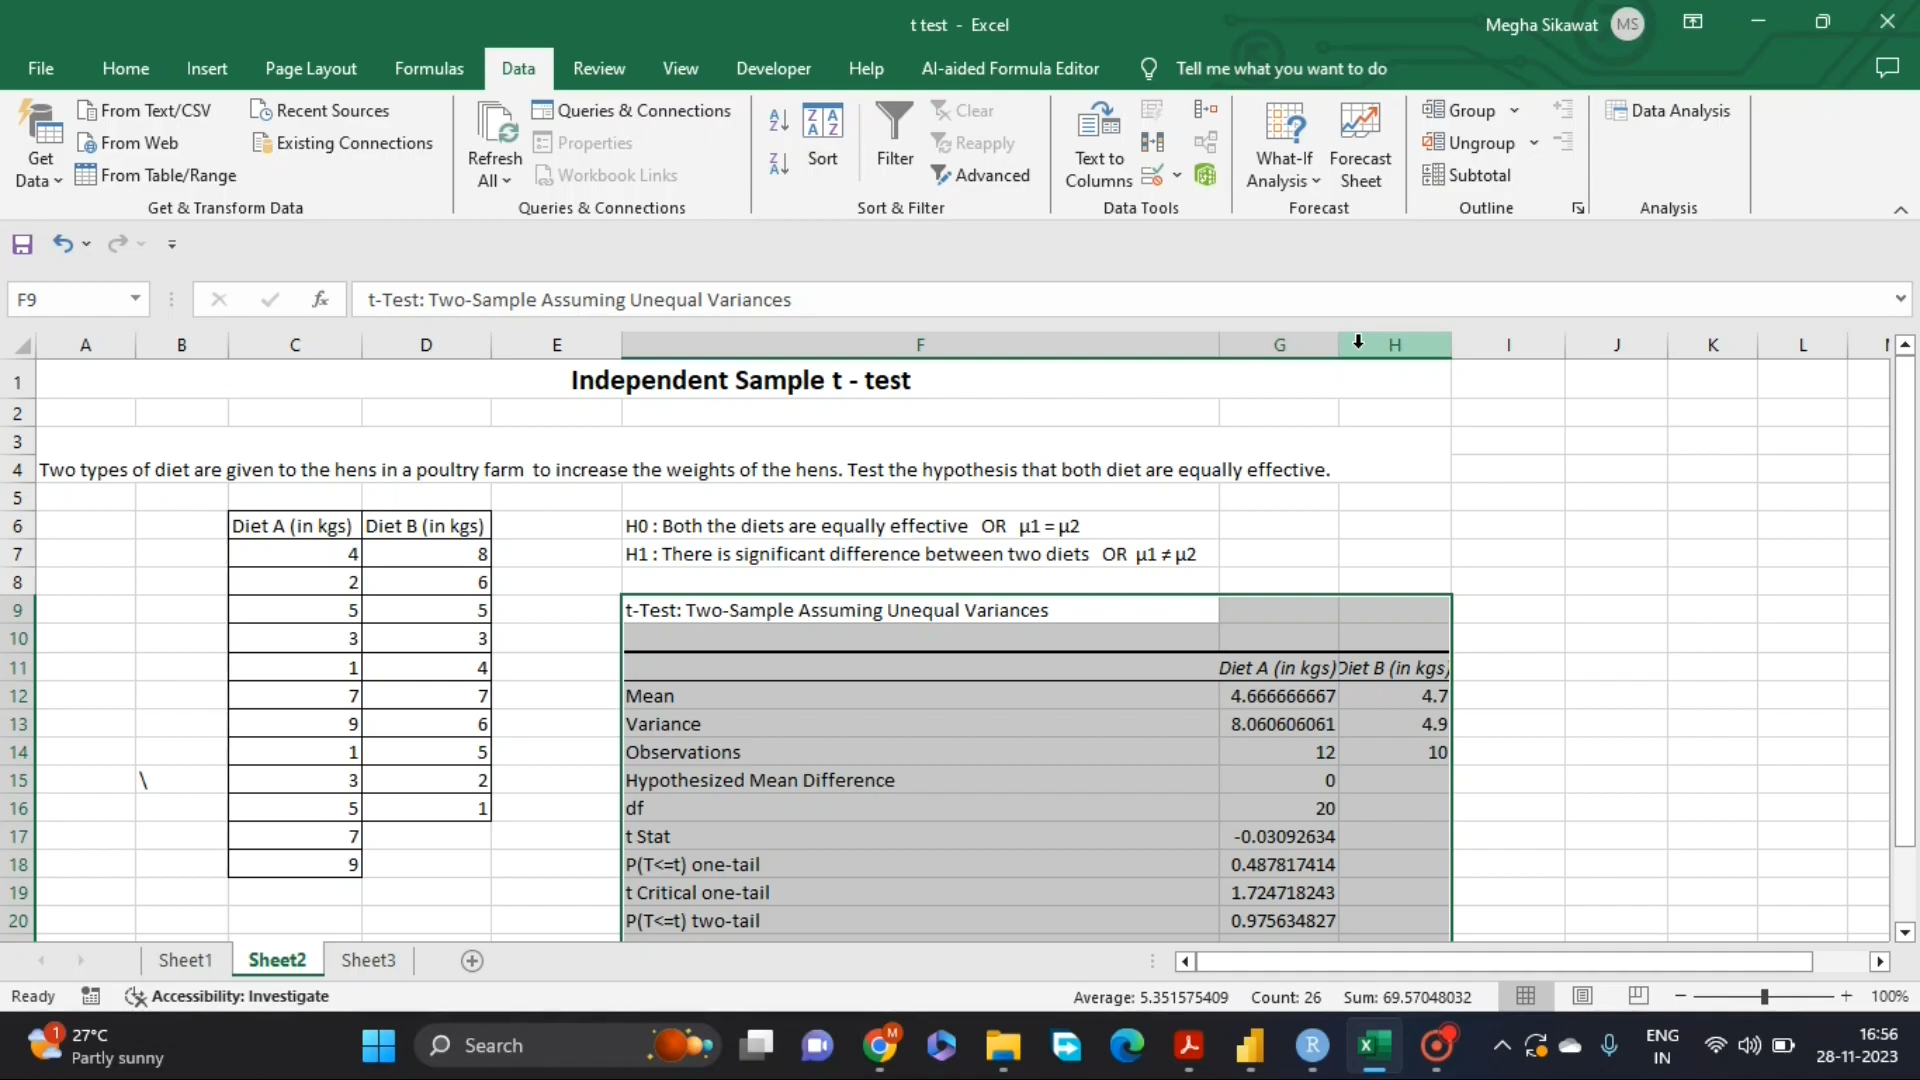 t test - Excel
Megha Sikawat MS
File Home Insert Page Layout Formulas Data Review View Developer Help AI-aided Formula Editor Tell me what you want to do
Get Data
From Text/CSV
From Web
From Table/Range
Recent Sources
Existing Connections
Get & Transform Data
Refresh All
Queries & Connections
Properties
Workbook Links
Queries & Connections
Sort
Filter
Clear
Reapply
Advanced
Sort & Filter
Text to Columns
Data Tools
What-If Analysis
Forecast Sheet
Forecast
Group
Ungroup
Subtotal
Outline
Data Analysis
Analysis
F9 fx t-Test: Two-Sample Assuming Unequal Variances
A B C D E F G H I J K L
1 Independent Sample t - test
2
3
4 Two types of diet are given to the hens in a poultry farm to increase the weights of the hens. Test the hypothesis that both diet are equally effective.
5
6 Diet A (in kgs) Diet B (in kgs) H0 : Both the diets are equally effective OR μ1 = μ2
7 4 8 H1 : There is significant difference between two diets OR μ1 ≠ μ2
8 2 6
9 5 5 t-Test: Two-Sample Assuming Unequal Variances
10 3 3
11 1 4 Diet A (in kgs) Diet B (in kgs)
12 7 7 Mean 4.666666667 4.7
13 9 6 Variance 8.060606061 4.9
14 1 5 Observations 12 10
15 \ 3 2 Hypothesized Mean Difference 0
16 5 1 df 20
17 7 t Stat -0.03092634
18 9 P(T<=t) one-tail 0.487817414
19 t Critical one-tail 1.724718243
20 P(T<=t) two-tail 0.975634827
Sheet1 Sheet2 Sheet3
Ready Accessibility: Investigate Average: 5.351575409 Count: 26 Sum: 69.57048032 100%
1 27°C
Partly sunny
Search
ENG
IN
16:56
28-11-2023